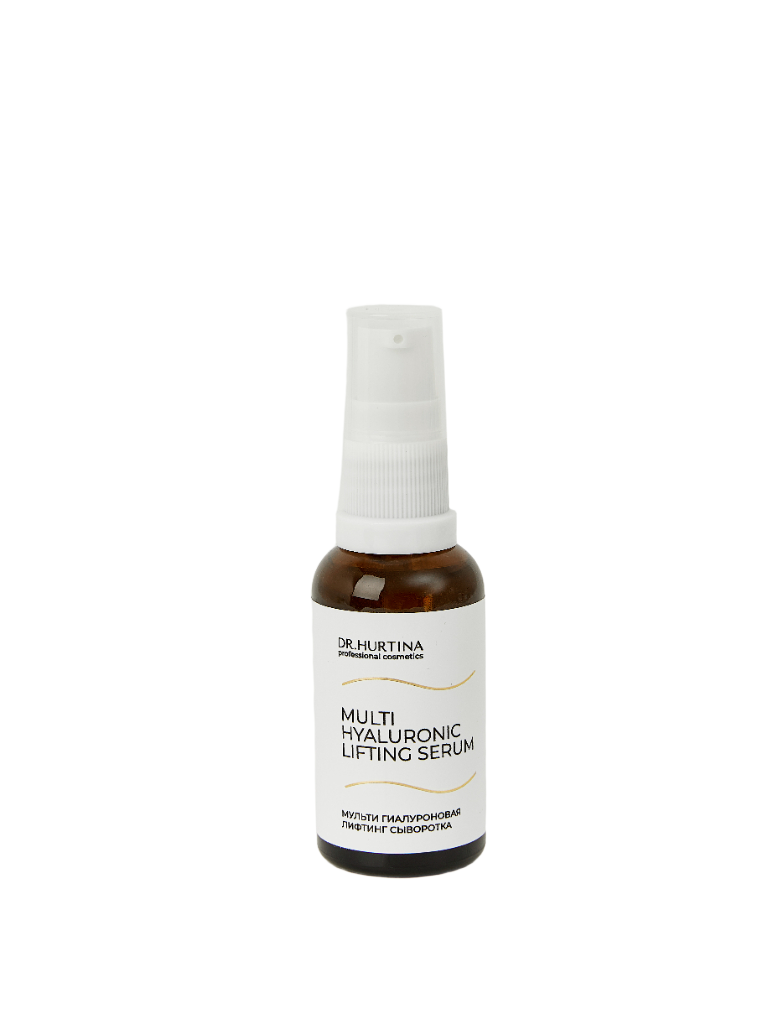 DR.HURTINA
professional cosmetics
MULTI
HYALURONIC
LIFTING SERUM
МУЛЬТИ ГИАЛУРОНОВАЯ
ЛИФТИНГ СЫВОРОТКА